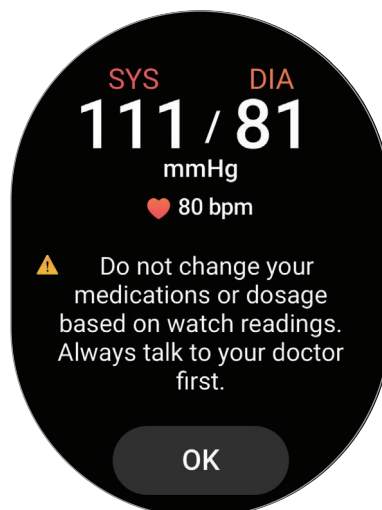 SYS DIA
111 / 81
mmHg
80 bpm
Do not change your
medications or dosage
based on watch readings.
Always talk to your doctor
first.
OK